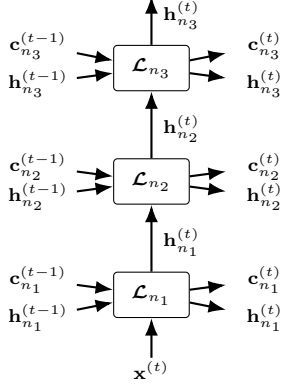 h_{n_3}^{(t)}
c_{n_3}^{(t-1)} c_{n_3}^{(t)}
h_{n_3}^{(t-1)} 𝓛_{n_3} h_{n_3}^{(t)}
h_{n_2}^{(t)}
c_{n_2}^{(t-1)} c_{n_2}^{(t)}
h_{n_2}^{(t-1)} 𝓛_{n_2} h_{n_2}^{(t)}
h_{n_1}^{(t)}
c_{n_1}^{(t-1)} c_{n_1}^{(t)}
h_{n_1}^{(t-1)} 𝓛_{n_1} h_{n_1}^{(t)}
x^{(t)}